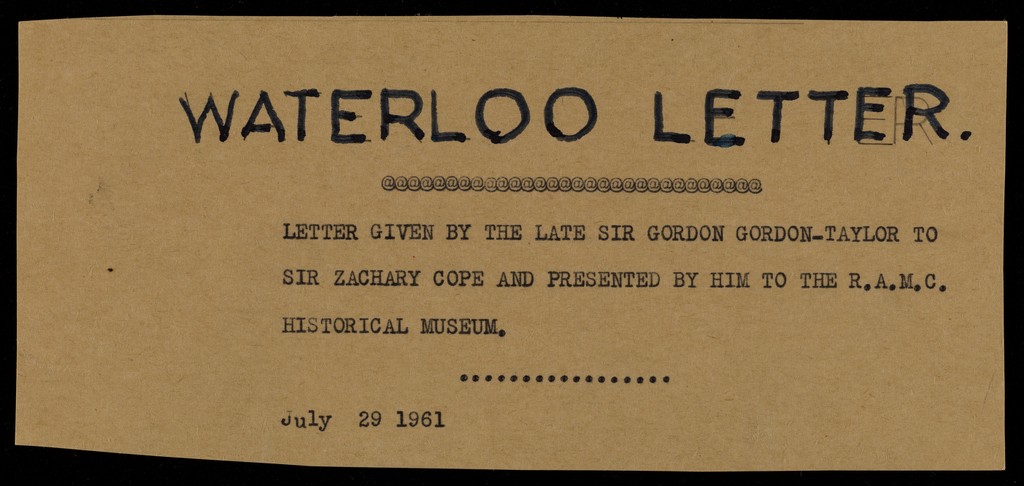 WATERLOO LETTER.
@@@@@@@@@@@@@@@@@@@@@@@@@@@@@@
LETTER GIVEN BY THE LATE SIR GORDON GORDON-TAYLOR TO
SIR ZACHARY COPE AND PRESENTED BY HIM TO THE R.A.M.C.
HISTORICAL MUSEUM.
.................
July 29 1961